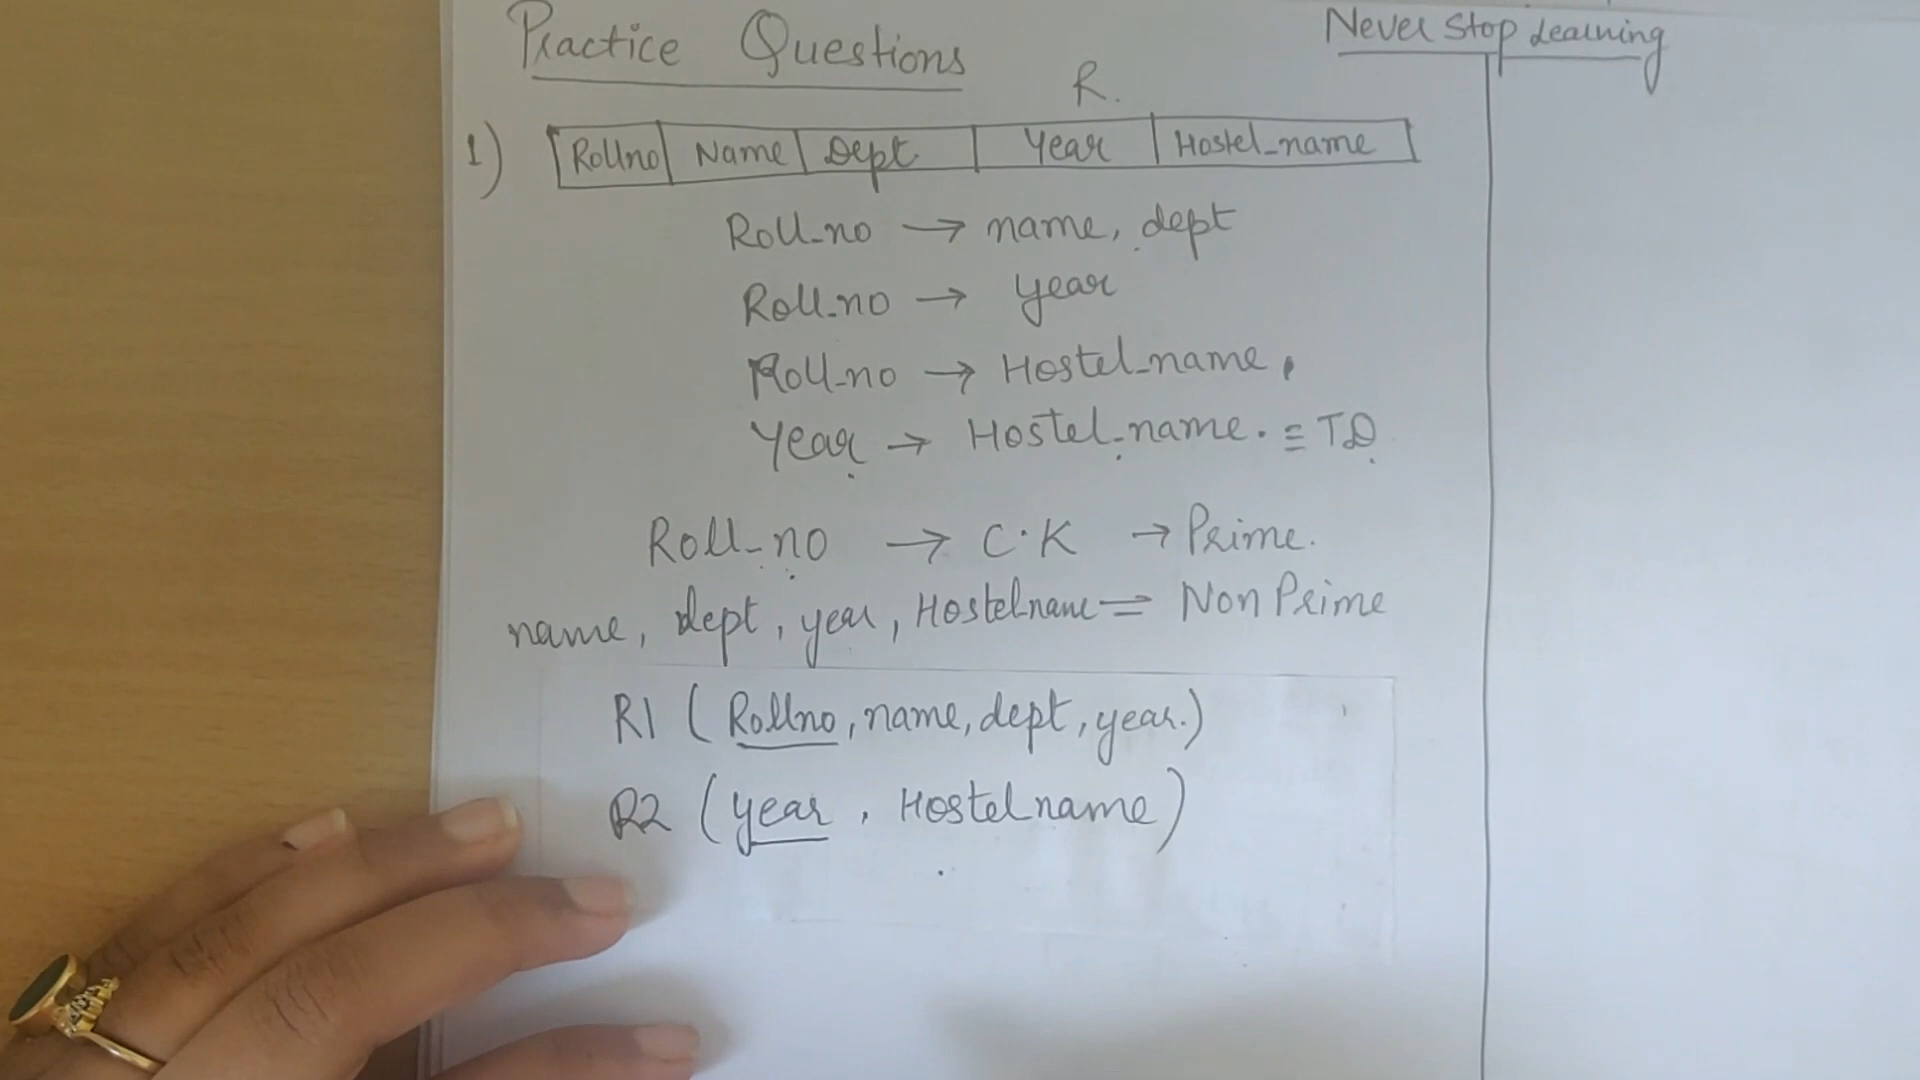 Practice Questions
Never Stop Learning
R.
1) Rollno Name Dept Year Hostel_name
Roll_no → name, dept
Roll_no → year
Roll_no → Hostel_name,
Year → Hostel_name. ≡ TD
Roll_no → C.K → Prime.
name, dept, year, Hostelname = Non Prime
R1 (Rollno, name, dept, year.)
R2 (year, Hostelname)